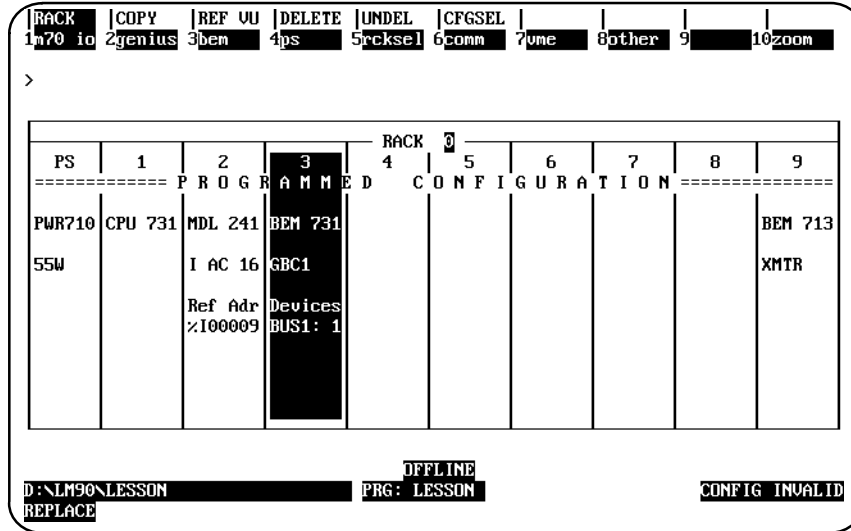 RACK |COPY |REF VU |DELETE |UNDEL |CFGSEL | | | |
1m70 io 2genius 3bem 4ps 5rcksel 6comm 7vme 8other 9 10zoom
>
RACK 0
PS 1 2 3 4 5 6 7 8 9
============= P R O G R A M M E D C O N F I G U R A T I O N ===============
PWR710 CPU 731 MDL 241 BEM 731 BEM 713
55W I AC 16 GBC1 XMTR
Ref Adr Devices
%I00009 BUS1: 1
OFFLINE
D:\LM90\LESSON PRG: LESSON CONFIG INVALID
REPLACE